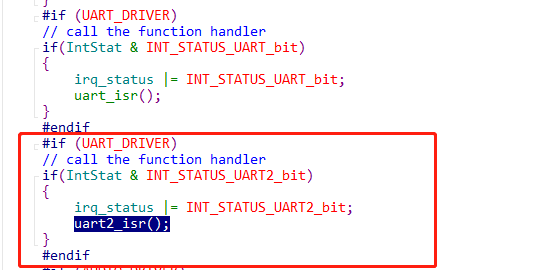 }
#if (UART_DRIVER)
// call the function handler
if(IntStat & INT_STATUS_UART_bit)
{
irq_status |= INT_STATUS_UART_bit;
uart_isr();
}
#endif
#if (UART_DRIVER)
// call the function handler
if(IntStat & INT_STATUS_UART2_bit)
{
irq_status |= INT_STATUS_UART2_bit;
uart2_isr();
}
#endif